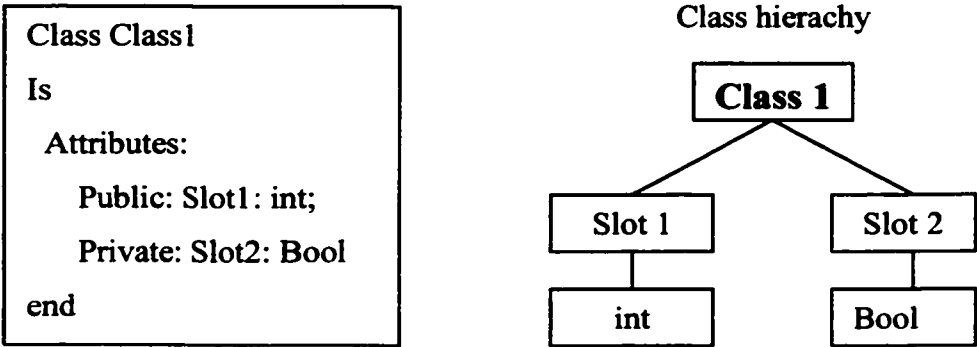 Class Class1
Is
Attributes:
Public: Slot1: int;
Private: Slot2: Bool
end
Class hierachy
Class 1
Slot 1
Slot 2
int
Bool